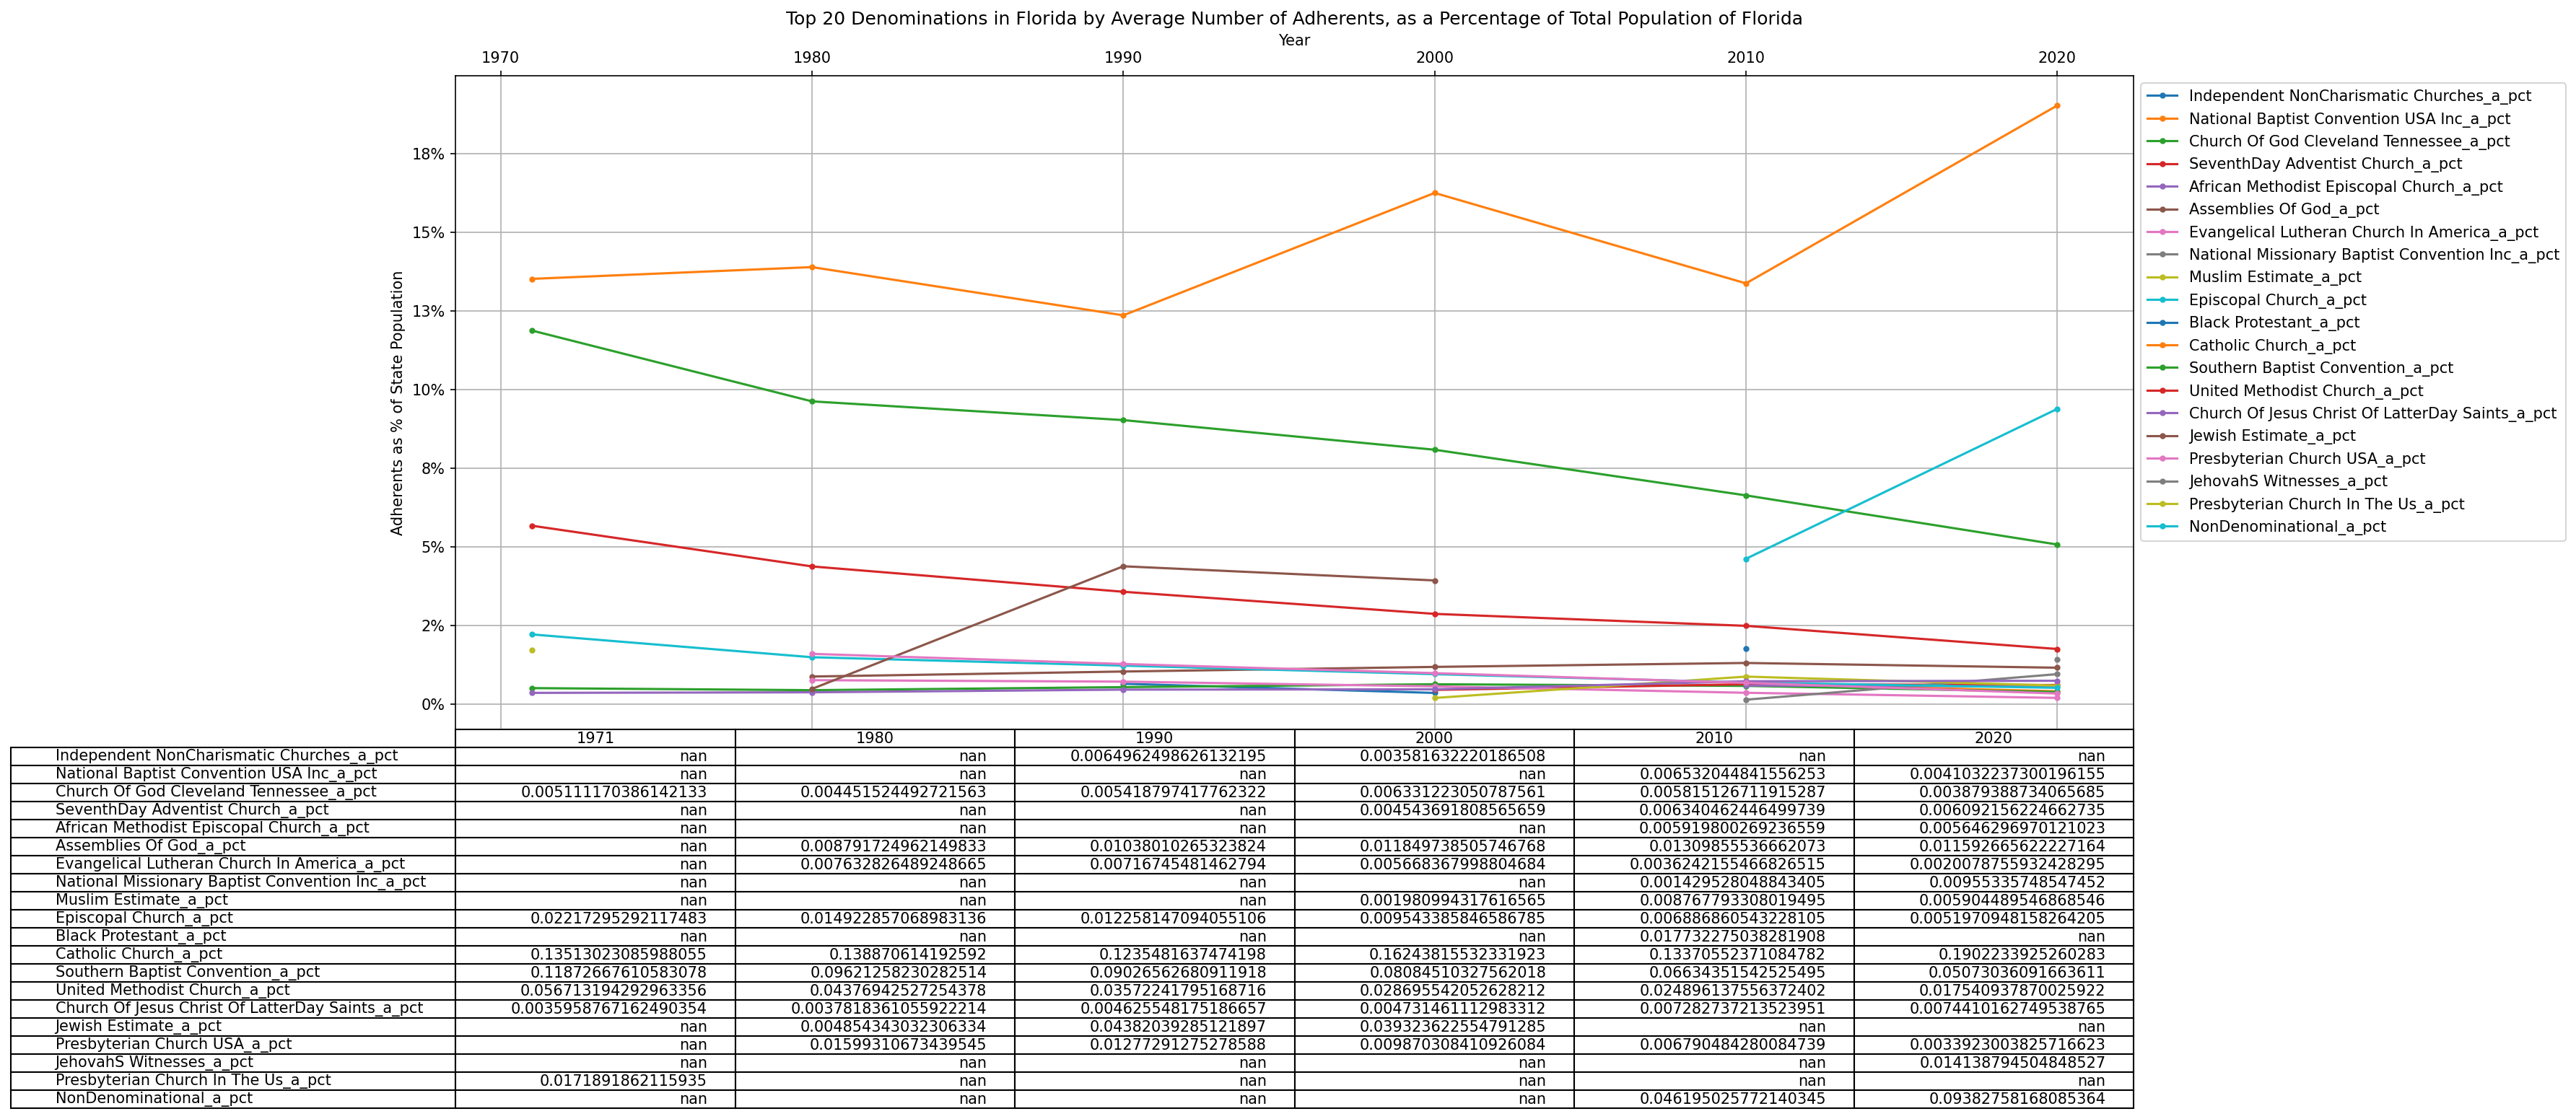 Top 20 Denominations in Florida by Average Number of Adherents, as a Percentage of Total Population of Florida
Year
1970 1980 1990 2000 2010 2020
18%
15%
13%
10%
8%
5%
2%
0%
Adherents as % of State Population
Independent NonCharismatic Churches_a_pct
National Baptist Convention USA Inc_a_pct
Church Of God Cleveland Tennessee_a_pct
SeventhDay Adventist Church_a_pct
African Methodist Episcopal Church_a_pct
Assemblies Of God_a_pct
Evangelical Lutheran Church In America_a_pct
National Missionary Baptist Convention Inc_a_pct
Muslim Estimate_a_pct
Episcopal Church_a_pct
Black Protestant_a_pct
Catholic Church_a_pct
Southern Baptist Convention_a_pct
United Methodist Church_a_pct
Church Of Jesus Christ Of LatterDay Saints_a_pct
Jewish Estimate_a_pct
Presbyterian Church USA_a_pct
JehovahS Witnesses_a_pct
Presbyterian Church In The Us_a_pct
NonDenominational_a_pct
1971 1980 1990 2000 2010 2020
Independent NonCharismatic Churches_a_pct nan nan 0.0064962498626132195 0.003581632220186508 nan nan
National Baptist Convention USA Inc_a_pct nan nan nan nan 0.006532044841556253 0.0041032237300196155
Church Of God Cleveland Tennessee_a_pct 0.005111170386142133 0.004451524492721563 0.005418797417762322 0.006331223050787561 0.005815126711915287 0.003879388734065685
SeventhDay Adventist Church_a_pct nan nan nan 0.004543691808565659 0.006340462446499739 0.006092156224662735
African Methodist Episcopal Church_a_pct nan nan nan nan 0.005919800269236559 0.005646296970121023
Assemblies Of God_a_pct nan 0.008791724962149833 0.01038010265323824 0.011849738505746768 0.01309855536662073 0.011592665622227164
Evangelical Lutheran Church In America_a_pct nan 0.007632826489248665 0.00716745481462794 0.005668367998804684 0.0036242155466826515 0.0020078755932428295
National Missionary Baptist Convention Inc_a_pct nan nan nan nan 0.001429528048843405 0.00955335748547452
Muslim Estimate_a_pct nan nan nan 0.001980994317616565 0.008767793308019495 0.005904489546868546
Episcopal Church_a_pct 0.02217295292117483 0.014922857068983136 0.012258147094055106 0.009543385846586785 0.006886860543228105 0.0051970948158264205
Black Protestant_a_pct nan nan nan nan 0.017732275038281908 nan
Catholic Church_a_pct 0.13513023085988055 0.138870614192592 0.1235481637474198 0.16243815532331923 0.13370552371084782 0.1902233925260283
Southern Baptist Convention_a_pct 0.11872667610583078 0.09621258230282514 0.09026562680911918 0.08084510327562018 0.06634351542525495 0.05073036091663611
United Methodist Church_a_pct 0.056713194292963356 0.04376942527254378 0.03572241795168716 0.028695542052628212 0.024896137556372402 0.017540937870025922
Church Of Jesus Christ Of LatterDay Saints_a_pct 0.0035958767162490354 0.0037818361055922214 0.004625548175186657 0.004731461112983312 0.007282737213523951 0.0074410162749538765
Jewish Estimate_a_pct nan 0.004854343032306334 0.04382039285121897 0.039323622554791285 nan nan
Presbyterian Church USA_a_pct nan 0.01599310673439545 0.01277291275278588 0.009870308410926084 0.006790484280084739 0.0033923003825716623
JehovahS Witnesses_a_pct nan nan nan nan nan 0.014138794504848527
Presbyterian Church In The Us_a_pct 0.0171891862115935 nan nan nan nan nan
NonDenominational_a_pct nan nan nan nan 0.046195025772140345 0.09382758168085364